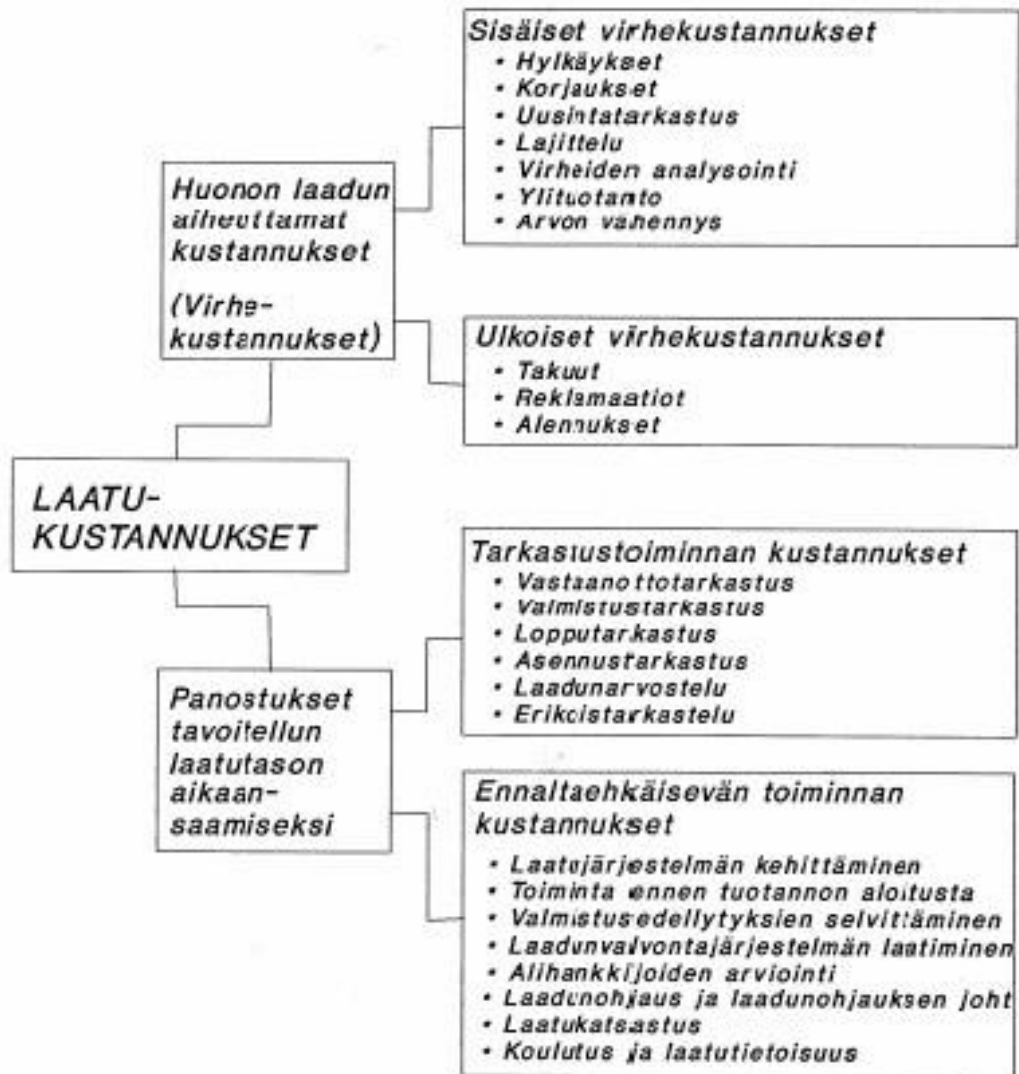 Sisäiset virhekustannukset
• Hylkäykset
• Korjaukset
• Uusintatarkastus
• Lajittelu
• Virheiden analysointi
• Ylituotanto
• Arvon vähennys
Huonon laadun
aiheuttamat
kustannukset
(Virhe-
kustannukset)
Ulkoiset virhekustannukset
• Takuut
• Reklamaatiot
• Alennukset
LAATU-
KUSTANNUKSET
Tarkastustoiminnan kustannukset
• Vastaanottotarkastus
• Valmistustarkastus
• Lopputarkastus
• Asennustarkastus
• Laadunarvostelu
• Erikoistarkastelu
Panostukset
tavoitellun
laatutason
aikaan-
saamiseksi
Ennaltaehkäisevän toiminnan
kustannukset
• Laatujärjestelmän kehittäminen
• Toiminta ennen tuotannon aloitusta
• Valmistusedellytyksien selvittäminen
• Laadunvalvontajärjestelmän laatiminen
• Alihankkijoiden arviointi
• Laadunohjaus ja laadunohjauksen joht
• Laatukatsastus
• Koulutus ja laatutietoisuus